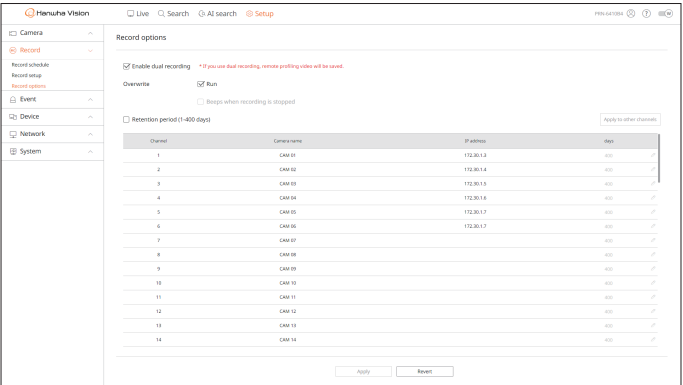 Hanwha Vision
Live Search AI search Setup
PRN-6410B4
Camera
Record
Record schedule
Record setup
Record options
Event
Device
Network
System
Record options
Enable dual recording * If you use dual recording, remote profiling video will be saved.
Overwrite Run
Beeps when recording is stopped
Retention period (1~400 days) Apply to other channels
Channel Camera name IP address days
1 CAM 01 172.30.1.3 400
2 CAM 02 172.30.1.4 400
3 CAM 03 172.30.1.5 400
4 CAM 04 172.30.1.6 400
5 CAM 05 172.30.1.7 400
6 CAM 06 172.30.1.7 400
7 CAM 07 400
8 CAM 08 400
9 CAM 09 400
10 CAM 10 400
11 CAM 11 400
12 CAM 12 400
13 CAM 13 400
14 CAM 14 400
Apply Revert